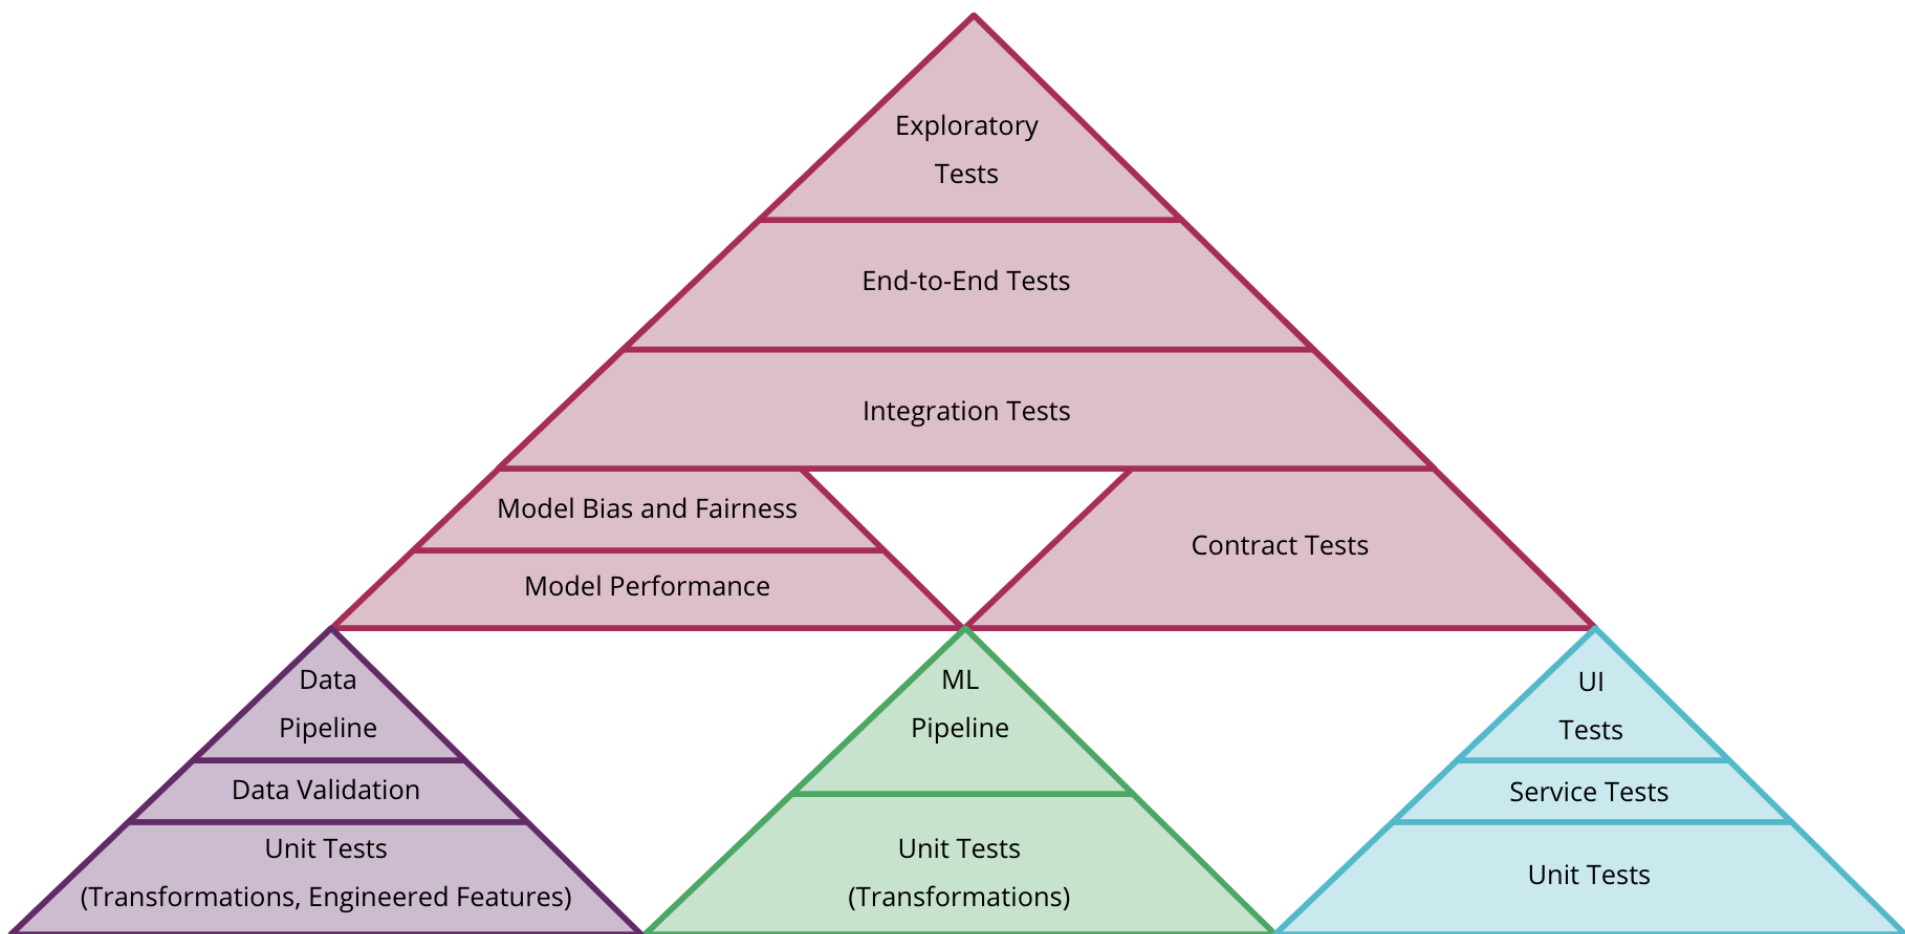 Exploratory
Tests
End-to-End Tests
Integration Tests
Model Bias and Fairness
Model Performance
Contract Tests
Data
Pipeline
Data Validation
Unit Tests
(Transformations, Engineered Features)
ML
Pipeline
Unit Tests
(Transformations)
UI
Tests
Service Tests
Unit Tests